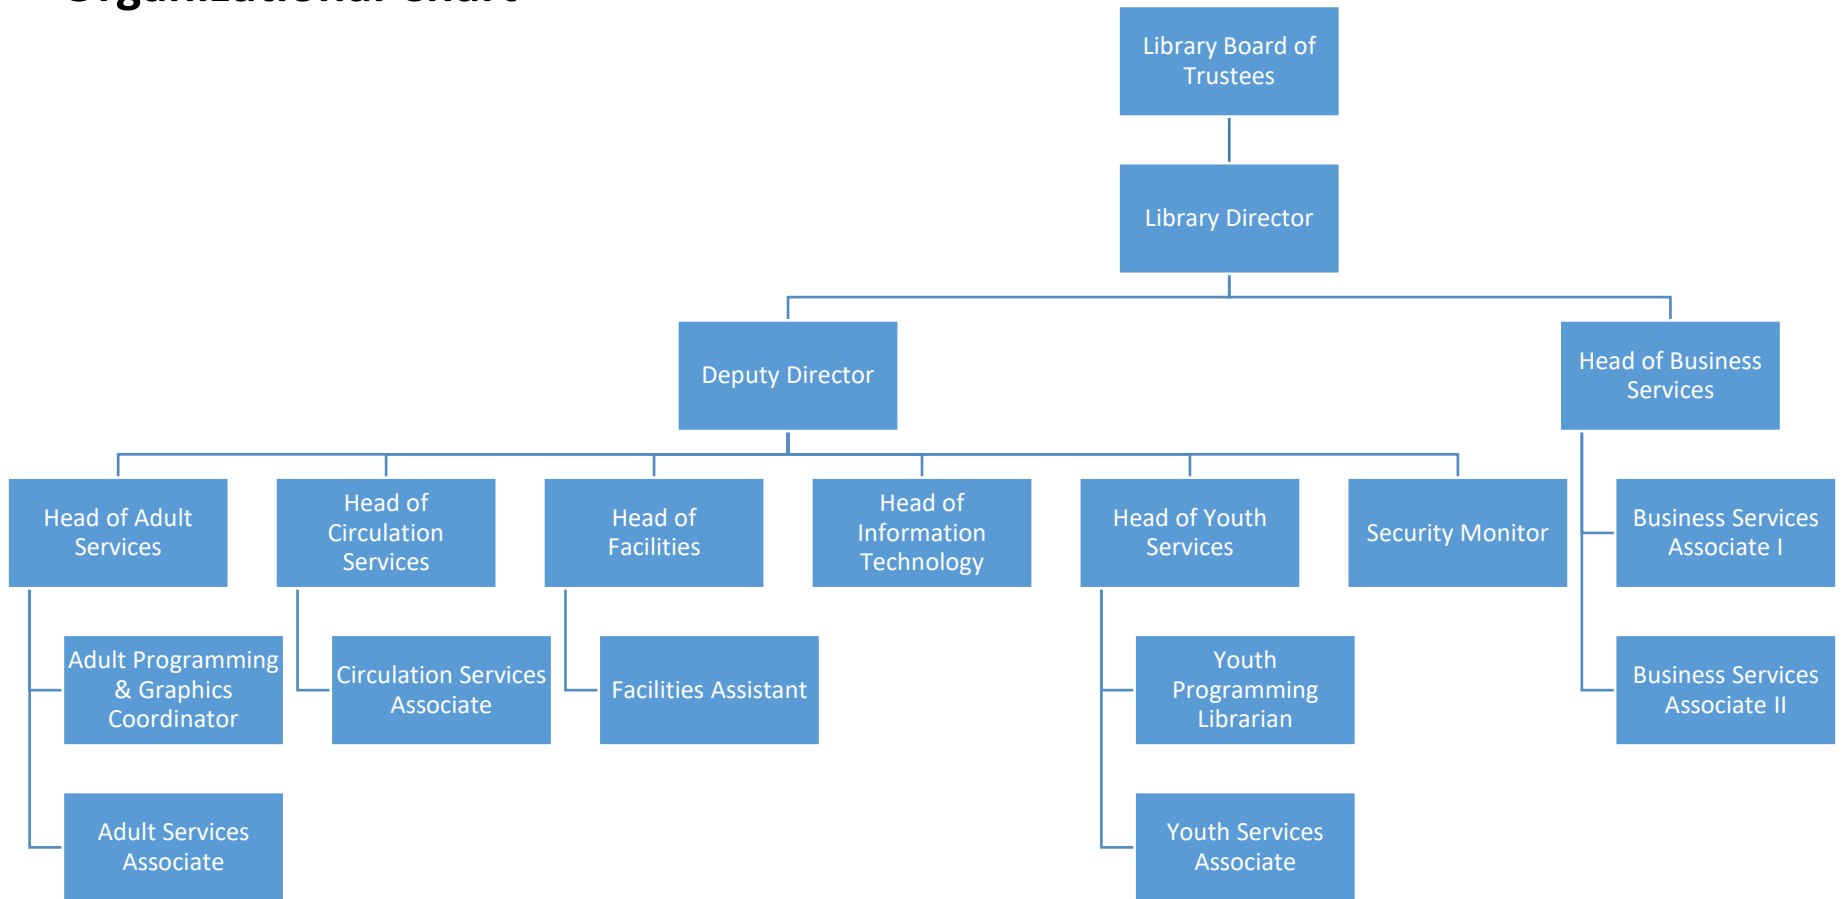 Organizational Chart
Library Board of
Trustees
Library Director
Deputy Director
Head of Business
Services
Head of Adult
Services
Head of
Circulation
Services
Head of
Facilities
Head of
Information
Technology
Head of Youth
Services
Security Monitor
Business Services
Associate I
Adult Programming
& Graphics
Coordinator
Circulation Services
Associate
Facilities Assistant
Youth
Programming
Librarian
Business Services
Associate II
Adult Services
Associate
Youth Services
Associate